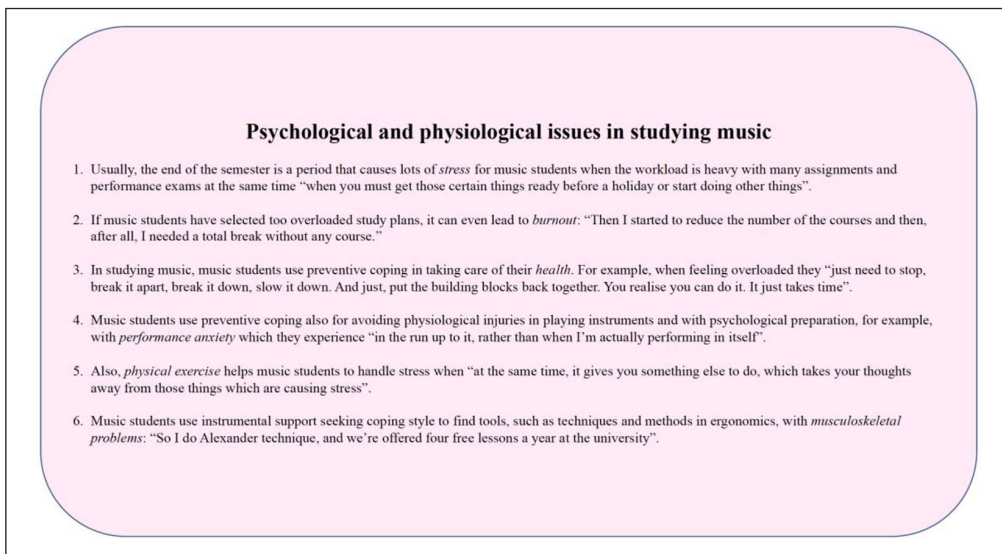 Psychological and physiological issues in studying music
1. Usually, the end of the semester is a period that causes lots of stress for music students when the workload is heavy with many assignments and
performance exams at the same time “when you must get those certain things ready before a holiday or start doing other things”.
2. If music students have selected too overloaded study plans, it can even lead to burnout: “Then I started to reduce the number of the courses and then,
after all, I needed a total break without any course.”
3. In studying music, music students use preventive coping in taking care of their health. For example, when feeling overloaded they “just need to stop,
break it apart, break it down, slow it down. And just, put the building blocks back together. You realise you can do it. It just takes time”.
4. Music students use preventive coping also for avoiding physiological injuries in playing instruments and with psychological preparation, for example,
with performance anxiety which they experience “in the run up to it, rather than when I’m actually performing in itself”.
5. Also, physical exercise helps music students to handle stress when “at the same time, it gives you something else to do, which takes your thoughts
away from those things which are causing stress”.
6. Music students use instrumental support seeking coping style to find tools, such as techniques and methods in ergonomics, with musculoskeletal
problems: “So I do Alexander technique, and we’re offered four free lessons a year at the university”.